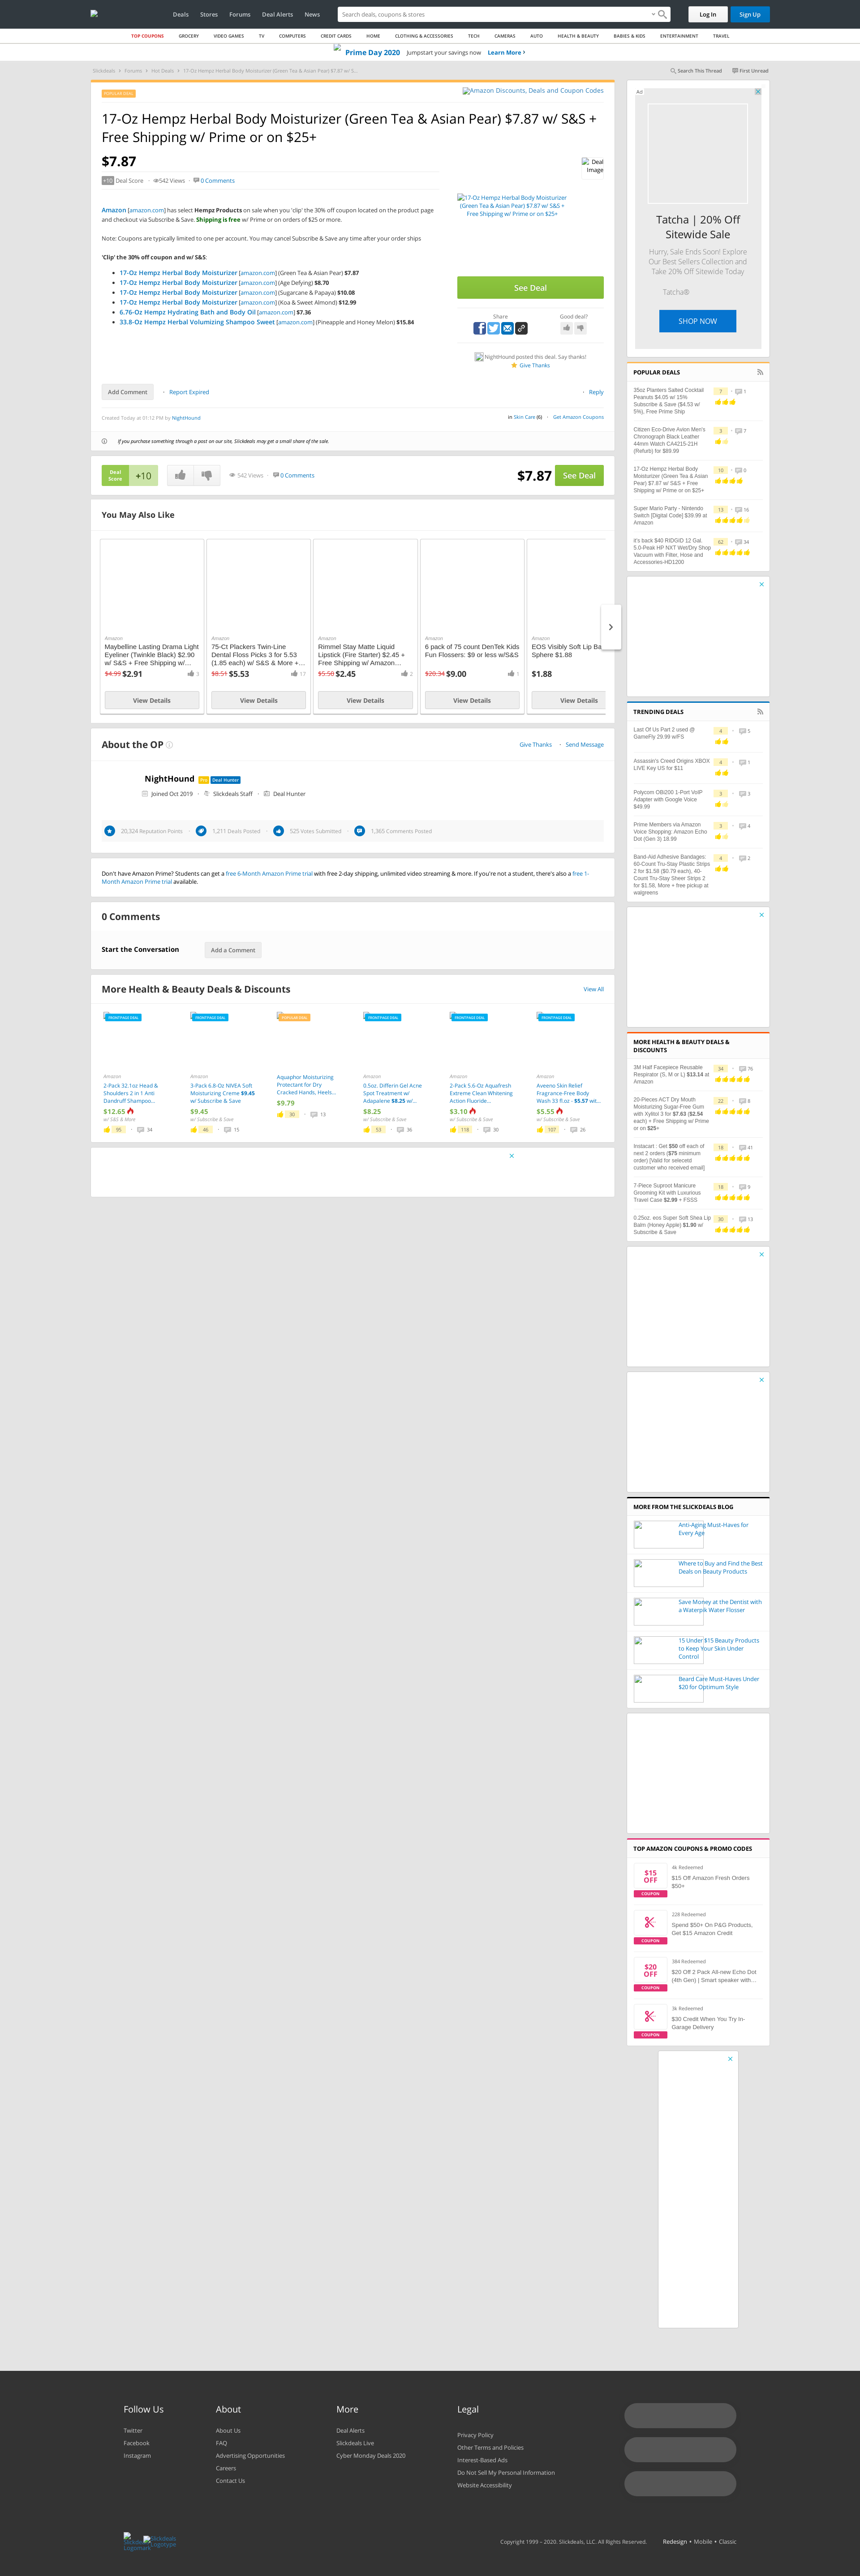 Deals
Stores
Forums
Deal Alerts
News
Search deals, coupons & stores
Log In
Sign Up
TOP COUPONS
GROCERY
VIDEO GAMES
TV
COMPUTERS
CREDIT CARDS
HOME
CLOTHING & ACCESSORIES
TECH
CAMERAS
AUTO
HEALTH & BEAUTY
BABIES & KIDS
ENTERTAINMENT
TRAVEL
Prime Day 2020 Jumpstart your savings now Learn More
Slickdeals
Forums
Hot Deals
17-Oz Hempz Herbal Body Moisturizer (Green Tea & Asian Pear) $7.87 w/ S...
Search This Thread
First Unread
POPULAR DEAL
Amazon Discounts, Deals and Coupon Codes
17-Oz Hempz Herbal Body Moisturizer (Green Tea & Asian Pear) $7.87 w/ S&S +
Free Shipping w/ Prime or on $25+
$7.87
+10 Deal Score
542 Views
0 Comments
Deal
Image
17-Oz Hempz Herbal Body Moisturizer
(Green Tea & Asian Pear) $7.87 w/ S&S +
Free Shipping w/ Prime or on $25+
Amazon [amazon.com] has select Hempz Products on sale when you 'clip' the 30% off coupon located on the product page
and checkout via Subscribe & Save. Shipping is free w/ Prime or on orders of $25 or more.
Note: Coupons are typically limited to one per account. You may cancel Subscribe & Save any time after your order ships
'Clip' the 30% off coupon and w/ S&S:
17-Oz Hempz Herbal Body Moisturizer [amazon.com] (Green Tea & Asian Pear) $7.87
17-Oz Hempz Herbal Body Moisturizer [amazon.com] (Age Defying) $8.70
17-Oz Hempz Herbal Body Moisturizer [amazon.com] (Sugarcane & Papaya) $10.08
17-Oz Hempz Herbal Body Moisturizer [amazon.com] (Koa & Sweet Almond) $12.99
6.76-Oz Hempz Hydrating Bath and Body Oil [amazon.com] $7.36
33.8-Oz Hempz Herbal Volumizing Shampoo Sweet [amazon.com] (Pineapple and Honey Melon) $15.84
See Deal
Share
Good deal?
NightHound posted this deal. Say thanks!
Give Thanks
Add Comment
Report Expired
Reply
Created Today at 01:12 PM by NightHound
in Skin Care (6)
Get Amazon Coupons
If you purchase something through a post on our site, Slickdeals may get a small share of the sale.
Deal
Score
+10
542 Views
0 Comments
$7.87
See Deal
You May Also Like
Amazon
Maybelline Lasting Drama Light
Eyeliner (Twinkle Black) $2.90
w/ S&S + Free Shipping w/…
$4.99 $2.91
3
View Details
Amazon
75-Ct Plackers Twin-Line
Dental Floss Picks 3 for 5.53
(1.85 each) w/ S&S & More +…
$8.51 $5.53
17
View Details
Amazon
Rimmel Stay Matte Liquid
Lipstick (Fire Starter) $2.45 +
Free Shipping w/ Amazon…
$5.50 $2.45
2
View Details
Amazon
6 pack of 75 count DenTek Kids
Fun Flossers: $9 or less w/S&S
$20.34 $9.00
1
View Details
Amazon
EOS Visibly Soft Lip Ba
Sphere $1.88
$1.88
View Details
About the OP
Give Thanks
Send Message
NightHound Pro Deal Hunter
Joined Oct 2019
Slickdeals Staff
Deal Hunter
20,324 Reputation Points
1,211 Deals Posted
525 Votes Submitted
1,365 Comments Posted
Don't have Amazon Prime? Students can get a free 6-Month Amazon Prime trial with free 2-day shipping, unlimited video streaming & more. If you're not a student, there's also a free 1-
Month Amazon Prime trial available.
0 Comments
Start the Conversation
Add a Comment
More Health & Beauty Deals & Discounts
View All
FRONTPAGE DEAL
Amazon
2-Pack 32.1oz Head &
Shoulders 2 in 1 Anti
Dandruff Shampoo...
$12.65
w/ S&S & More
95
34
FRONTPAGE DEAL
Amazon
3-Pack 6.8-Oz NIVEA Soft
Moisturizing Creme $9.45
w/ Subscribe & Save
$9.45
w/ Subscribe & Save
46
15
POPULAR DEAL
Aquaphor Moisturizing
Protectant for Dry
Cracked Hands, Heels...
$9.79
30
13
FRONTPAGE DEAL
Amazon
0.5oz. Differin Gel Acne
Spot Treatment w/
Adapalene $8.25 w/...
$8.25
w/ Subscribe & Save
53
36
FRONTPAGE DEAL
Amazon
2-Pack 5.6-Oz Aquafresh
Extreme Clean Whitening
Action Fluoride...
$3.10
w/ Subscribe & Save
118
30
FRONTPAGE DEAL
Amazon
Aveeno Skin Relief
Fragrance-Free Body
Wash 33 fl.oz - $5.57 wit...
$5.55
w/ Subscribe & Save
107
26
Ad
Tatcha | 20% Off
Sitewide Sale
Hurry, Sale Ends Soon! Explore
Our Best Sellers Collection and
Take 20% Off Sitewide Today
Tatcha®
SHOP NOW
POPULAR DEALS
35oz Planters Salted Cocktail
Peanuts $4.05 w/ 15%
Subscribe & Save ($4.53 w/
5%), Free Prime Ship
7
1
Citizen Eco-Drive Avion Men's
Chronograph Black Leather
44mm Watch CA4215-21H
(Refurb) for $89.99
3
7
17-Oz Hempz Herbal Body
Moisturizer (Green Tea & Asian
Pear) $7.87 w/ S&S + Free
Shipping w/ Prime or on $25+
10
0
Super Mario Party - Nintendo
Switch [Digital Code] $39.99 at
Amazon
13
16
It's back $40 RIDGID 12 Gal.
5.0-Peak HP NXT Wet/Dry Shop
Vacuum with Filter, Hose and
Accessories-HD1200
62
34
TRENDING DEALS
Last Of Us Part 2 used @
GameFly 29.99 w/FS
4
5
Assassin's Creed Origins XBOX
LIVE Key US for $11
4
1
Polycom OBi200 1-Port VoIP
Adapter with Google Voice
$49.99
3
3
Prime Members via Amazon
Voice Shopping: Amazon Echo
Dot (Gen 3) 18.99
3
4
Band-Aid Adhesive Bandages:
60-Count Tru-Stay Plastic Strips
2 for $1.58 ($0.79 each), 40-
Count Tru-Stay Sheer Strips 2
for $1.58, More + free pickup at
walgreens
4
2
MORE HEALTH & BEAUTY DEALS &
DISCOUNTS
3M Half Facepiece Reusable
Respirator (S, M or L) $13.14 at
Amazon
34
76
20-Pieces ACT Dry Mouth
Moisturizing Sugar-Free Gum
with Xylitol 3 for $7.63 ($2.54
each) + Free Shipping w/ Prime
or on $25+
22
8
Instacart : Get $50 off each of
next 2 orders ($75 minimum
order) [Valid for selecetd
customer who received email]
18
41
7-Piece Suproot Manicure
Grooming Kit with Luxurious
Travel Case $2.99 + FSSS
18
9
0.25oz. eos Super Soft Shea Lip
Balm (Honey Apple) $1.90 w/
Subscribe & Save
30
13
MORE FROM THE SLICKDEALS BLOG
Anti-Aging Must-Haves for
Every Age
Where to Buy and Find the Best
Deals on Beauty Products
Save Money at the Dentist with
a Waterpik Water Flosser
15 Under $15 Beauty Products
to Keep Your Skin Under
Control
Beard Care Must-Haves Under
$20 for Optimum Style
TOP AMAZON COUPONS & PROMO CODES
$15
OFF
COUPON
4k Redeemed
$15 Off Amazon Fresh Orders
$50+
COUPON
228 Redeemed
Spend $50+ On P&G Products,
Get $15 Amazon Credit
$20
OFF
COUPON
384 Redeemed
$20 Off 2 Pack All-new Echo Dot
(4th Gen) | Smart speaker with…
COUPON
3k Redeemed
$30 Credit When You Try In-
Garage Delivery
Follow Us
Twitter
Facebook
Instagram
About
About Us
FAQ
Advertising Opportunities
Careers
Contact Us
More
Deal Alerts
Slickdeals Live
Cyber Monday Deals 2020
Legal
Privacy Policy
Other Terms and Policies
Interest-Based Ads
Do Not Sell My Personal Information
Website Accessibility
Copyright 1999 – 2020. Slickdeals, LLC. All Rights Reserved.
Redesign • Mobile • Classic